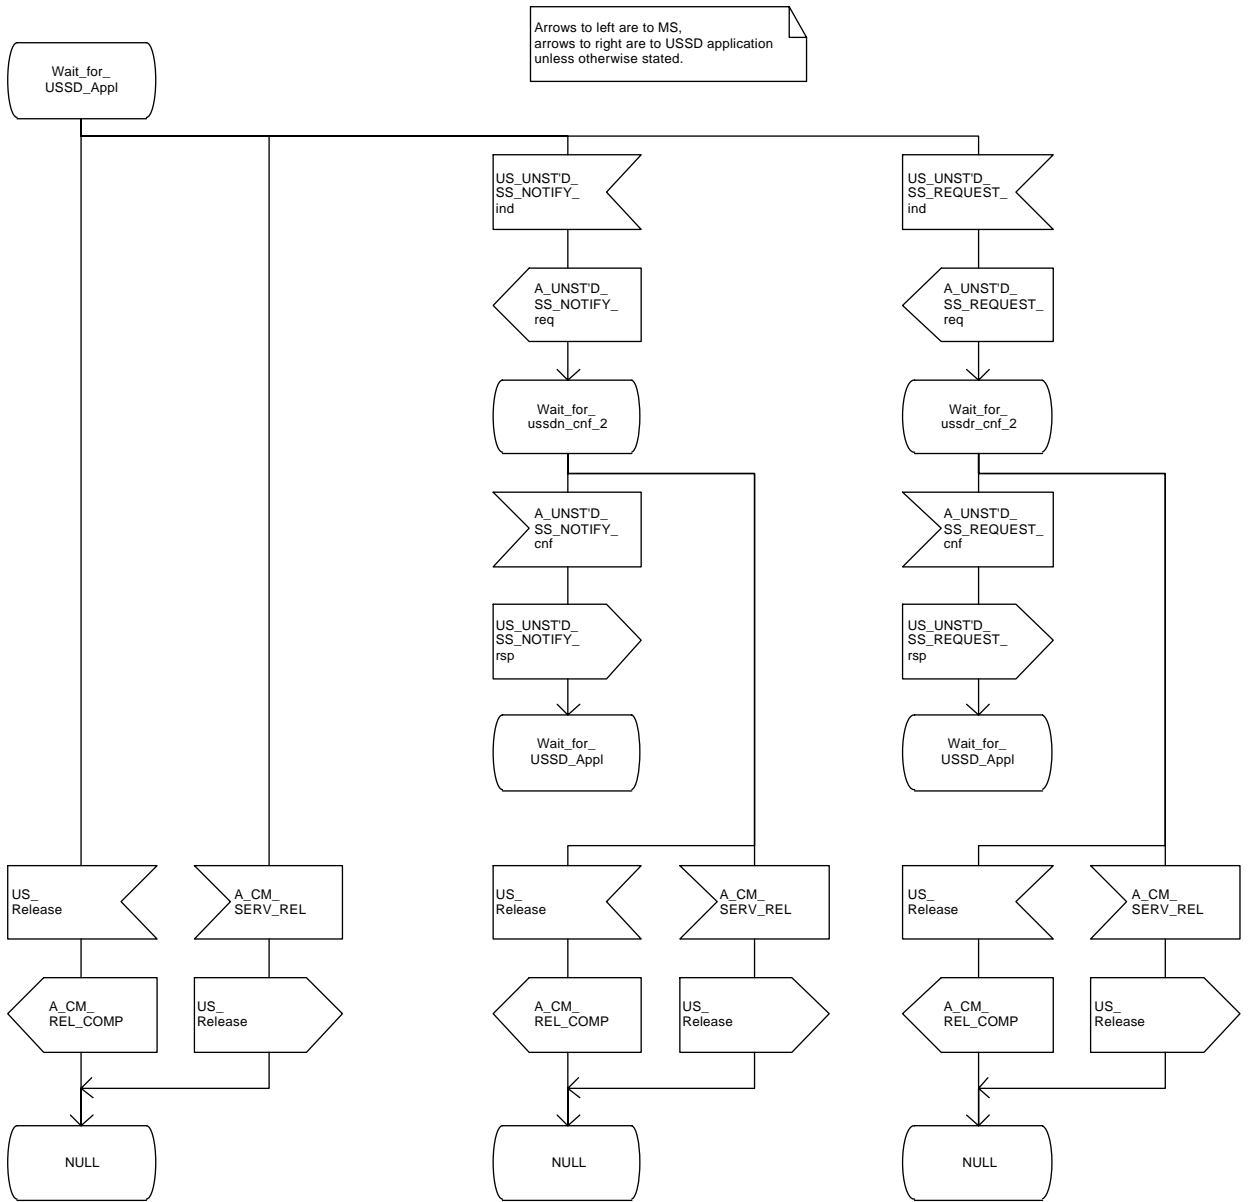 Arrows to left are to MS,
arrows to right are to USSD application
unless otherwise stated.
Wait_for_
USSD_Appl
US_UNST'D_
SS_NOTIFY_
ind
US_UNST'D_
SS_REQUEST_
ind
A_UNST'D_
SS_NOTIFY_
req
A_UNST'D_
SS_REQUEST_
req
Wait_for_
ussdn_cnf_2
Wait_for_
ussdr_cnf_2
A_UNST'D_
SS_NOTIFY_
cnf
A_UNST'D_
SS_REQUEST_
cnf
US_UNST'D_
SS_NOTIFY_
rsp
US_UNST'D_
SS_REQUEST_
rsp
Wait_for_
USSD_Appl
Wait_for_
USSD_Appl
US_
Release
A_CM_
SERV_REL
US_
Release
A_CM_
SERV_REL
US_
Release
A_CM_
SERV_REL
A_CM_
REL_COMP
US_
Release
A_CM_
REL_COMP
US_
Release
A_CM_
REL_COMP
US_
Release
NULL
NULL
NULL